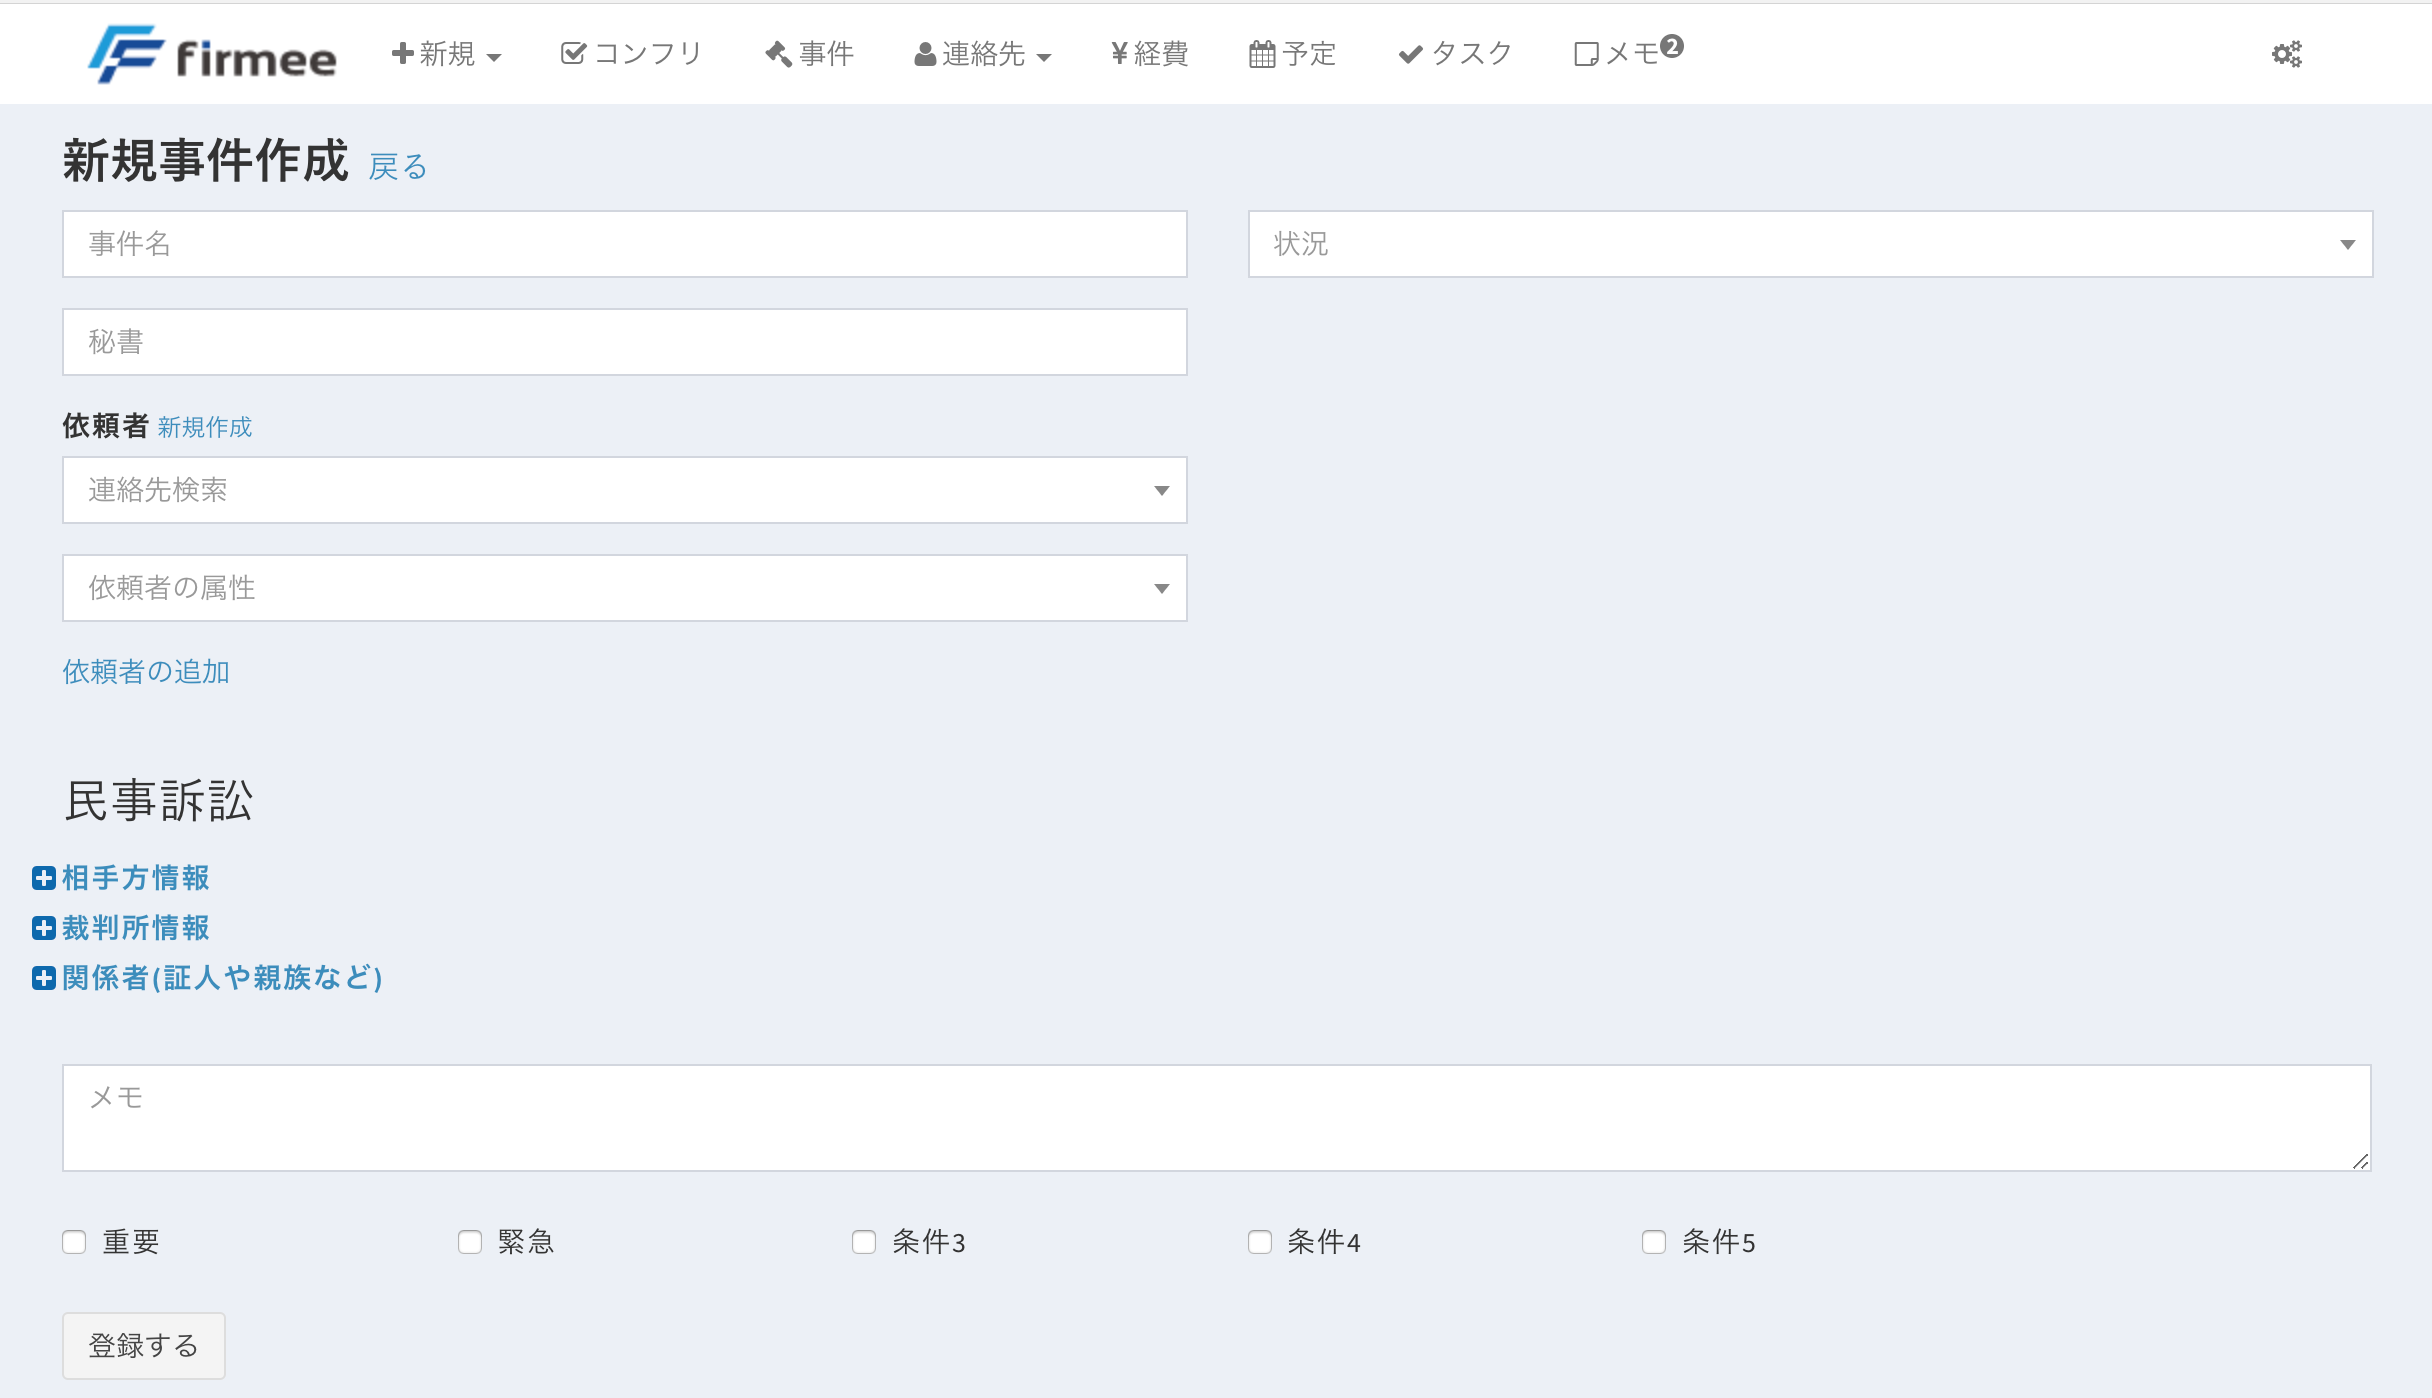 firmee 新規 コンフリ 事件 連絡先 ¥経費 予定 タスク メモ2
新規事件作成 戻る
事件名 状況
秘書
依頼者 新規作成
連絡先検索
依頼者の属性
依頼者の追加
民事訴訟
相手方情報
裁判所情報
関係者(証人や親族など)
メモ
重要 緊急 条件3 条件4 条件5
登録する